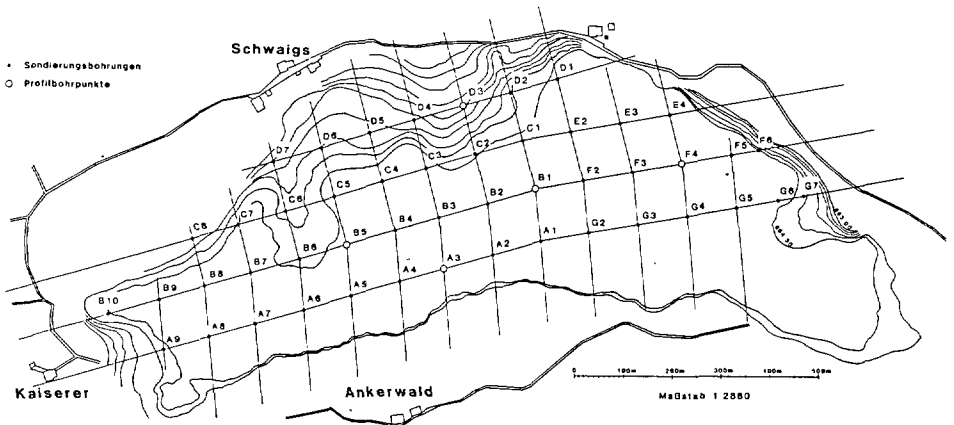 Schwaigs
Sondierungsbohrungen
Profilbohrpunkte
D1
D2
D3
D4
D5
D6
D7
E4
E3
E2
C1
C2
C3
C4
C5
C6
C7
C8
F6
F5
F4
F3
F2
B1
B2
B3
B4
B5
B6
B7
B8
B9
B10
G7
G6
G5
G4
G3
G2
A1
A2
A3
A4
A5
A6
A7
A8
A9
Kaiserer
Ankerwald
0 100m 200m 300m 400m 500m
Maßstab 1:2880